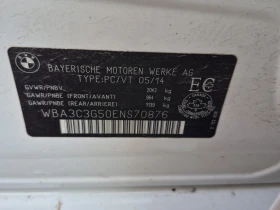 BAYERISCHE MOTOREN WERKE AG
TYPE:PC/VT 05/14
EC
GVWR/PNBV kg
GAWR/PNBE (FRONT/AVANT) kg
GAWR/PNBE (REAR/ARRIERE) kg
WBA3C3G50ENS70876